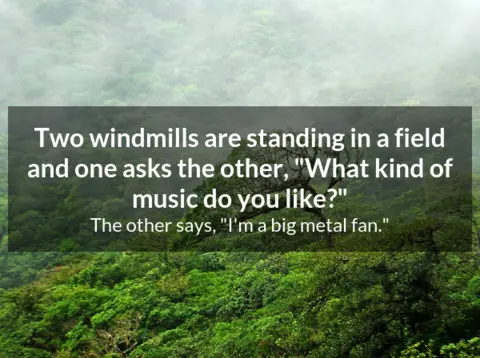 Two windmills are standing in a field
and one asks the other, "What kind of
music do you like?"
The other says, "I'm a big metal fan."